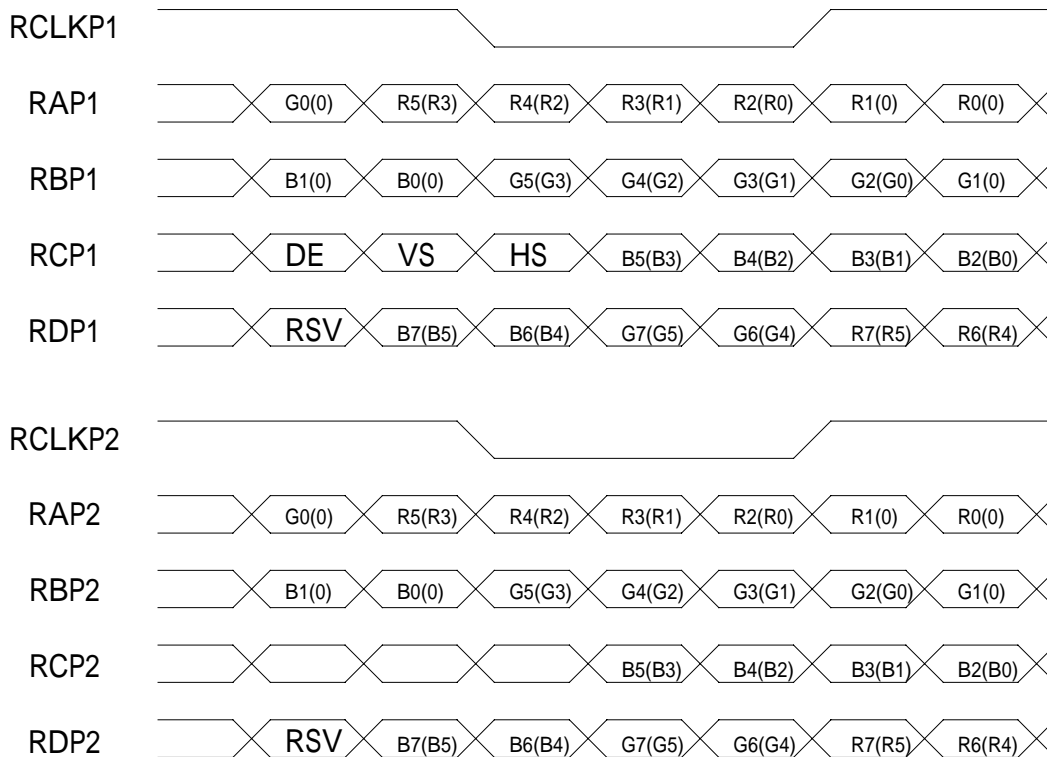 RCLKP1
RAP1 G0(0) R5(R3) R4(R2) R3(R1) R2(R0) R1(0) R0(0)
RBP1 B1(0) B0(0) G5(G3) G4(G2) G3(G1) G2(G0) G1(0)
RCP1 DE VS HS B5(B3) B4(B2) B3(B1) B2(B0)
RDP1 RSV B7(B5) B6(B4) G7(G5) G6(G4) R7(R5) R6(R4)
RCLKP2
RAP2 G0(0) R5(R3) R4(R2) R3(R1) R2(R0) R1(0) R0(0)
RBP2 B1(0) B0(0) G5(G3) G4(G2) G3(G1) G2(G0) G1(0)
RCP2 B5(B3) B4(B2) B3(B1) B2(B0)
RDP2 RSV B7(B5) B6(B4) G7(G5) G6(G4) R7(R5) R6(R4)